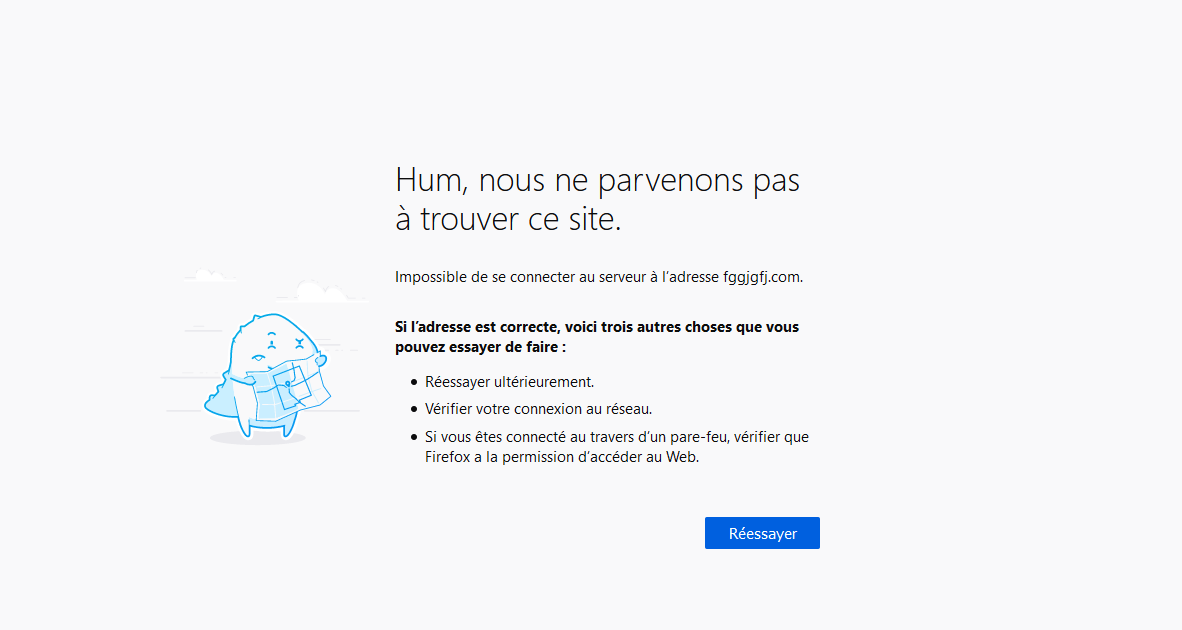 Hum, nous ne parvenons pas
à trouver ce site.
Impossible de se connecter au serveur à l’adresse fggjgfj.com.
Si l’adresse est correcte, voici trois autres choses que vous
pouvez essayer de faire :
Réessayer ultérieurement.
Vérifier votre connexion au réseau.
Si vous êtes connecté au travers d’un pare-feu, vérifier que
Firefox a la permission d’accéder au Web.
Réessayer